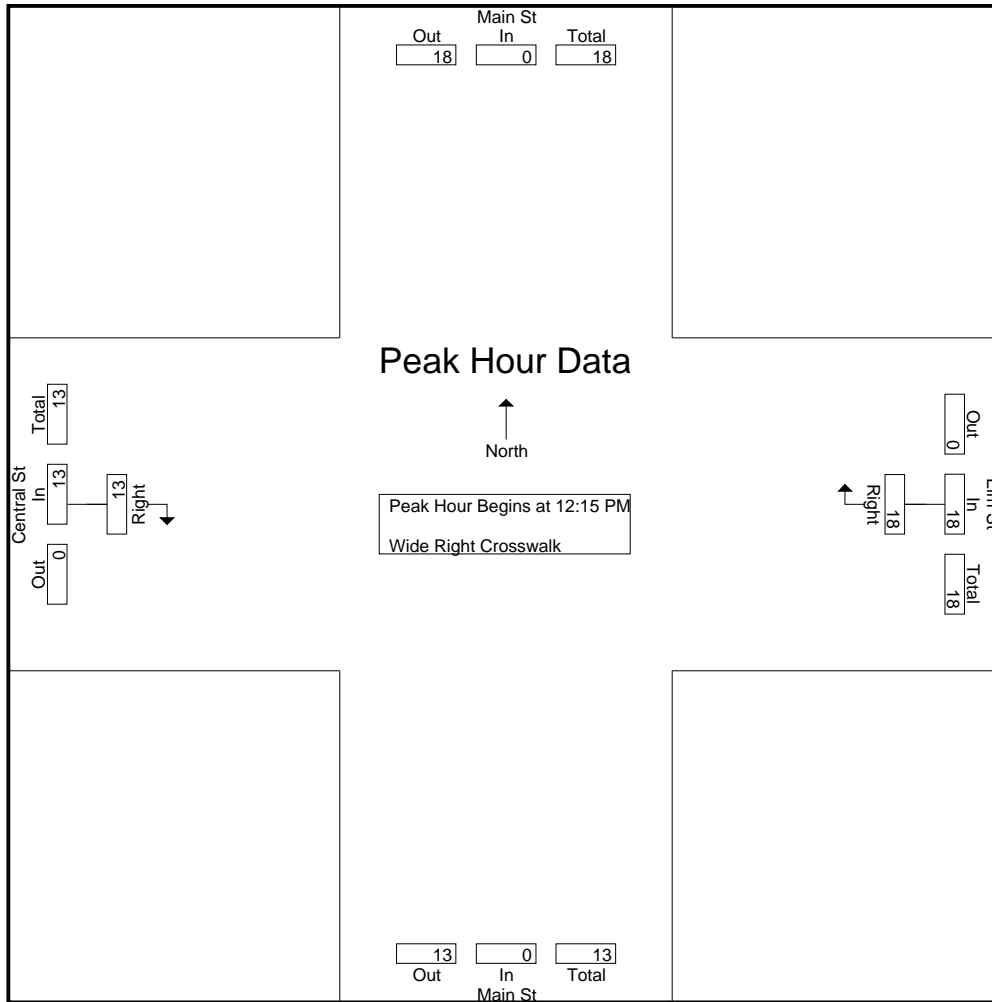 Main St
Out In Total
18 0 18
Peak Hour Data
North
Peak Hour Begins at 12:15 PM
Wide Right Crosswalk
Central St
Total In Out
13 13 0
Right
13
Out In Total
0 18 18
Right
18
13 0 13
Out In Total
Main St